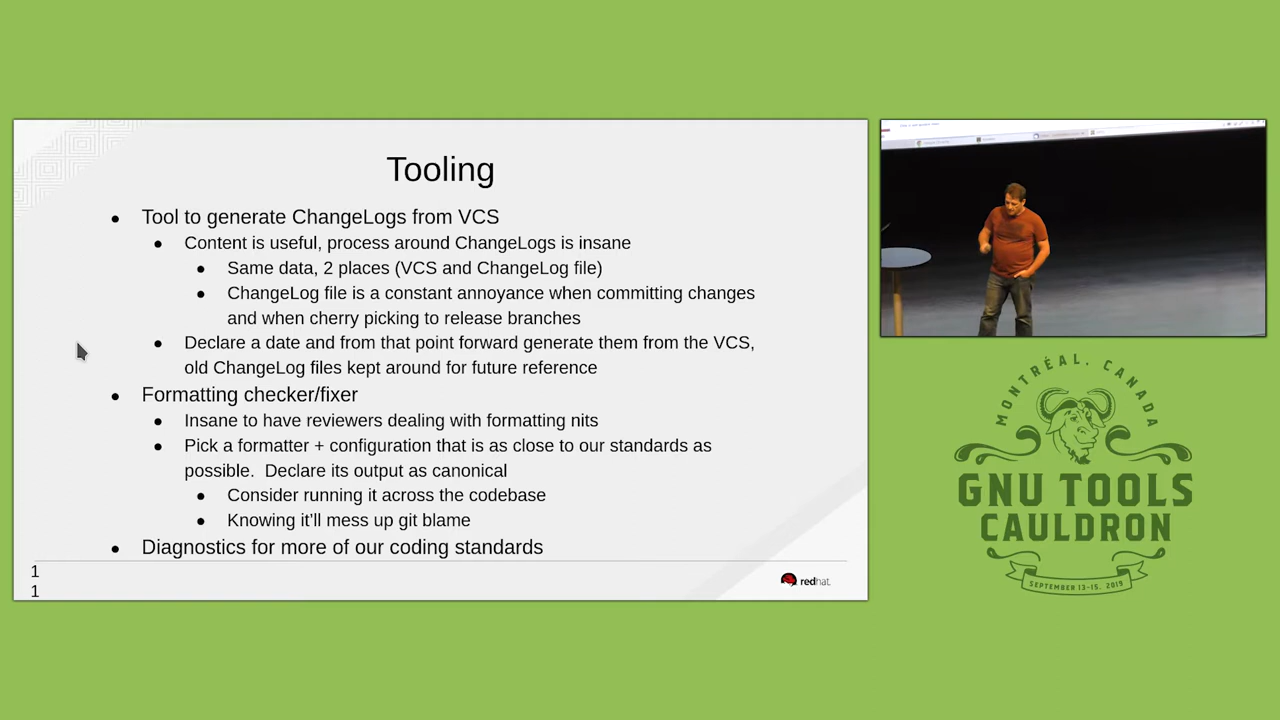 Tooling
● Tool to generate ChangeLogs from VCS
● Content is useful, process around ChangeLogs is insane
● Same data, 2 places (VCS and ChangeLog file)
● ChangeLog file is a constant annoyance when committing changes
and when cherry picking to release branches
● Declare a date and from that point forward generate them from the VCS,
old ChangeLog files kept around for future reference
● Formatting checker/fixer
● Insane to have reviewers dealing with formatting nits
● Pick a formatter + configuration that is as close to our standards as
possible.  Declare its output as canonical
● Consider running it across the codebase
● Knowing it'll mess up git blame
● Diagnostics for more of our coding standards
1
1
redhat.
MONTRÉAL, CANADA
GNU TOOLS
CAULDRON
SEPTEMBER 13-15, 2019